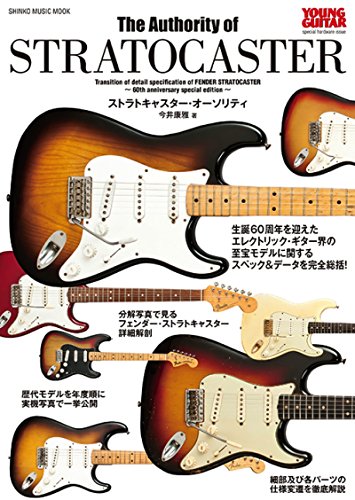 SHINKO MUSIC MOOK
YOUNG
GUITAR
special hardware issue
The Authority of
STRATOCASTER
Transition of detail specification of FENDER STRATOCASTER
～ 60th anniversary special edition ～
ストラトキャスター・オーソリティ
今井康雅 著
生誕60周年を迎えた
エレクトリック・ギター界の
至宝モデルに関する
スペック&データを完全総括!
分解写真で見る
フェンダー・ストラトキャスター
詳細解剖
歴代モデルを年度順に
実機写真で一挙公開
細部及び各パーツの
仕様変遷を徹底解説